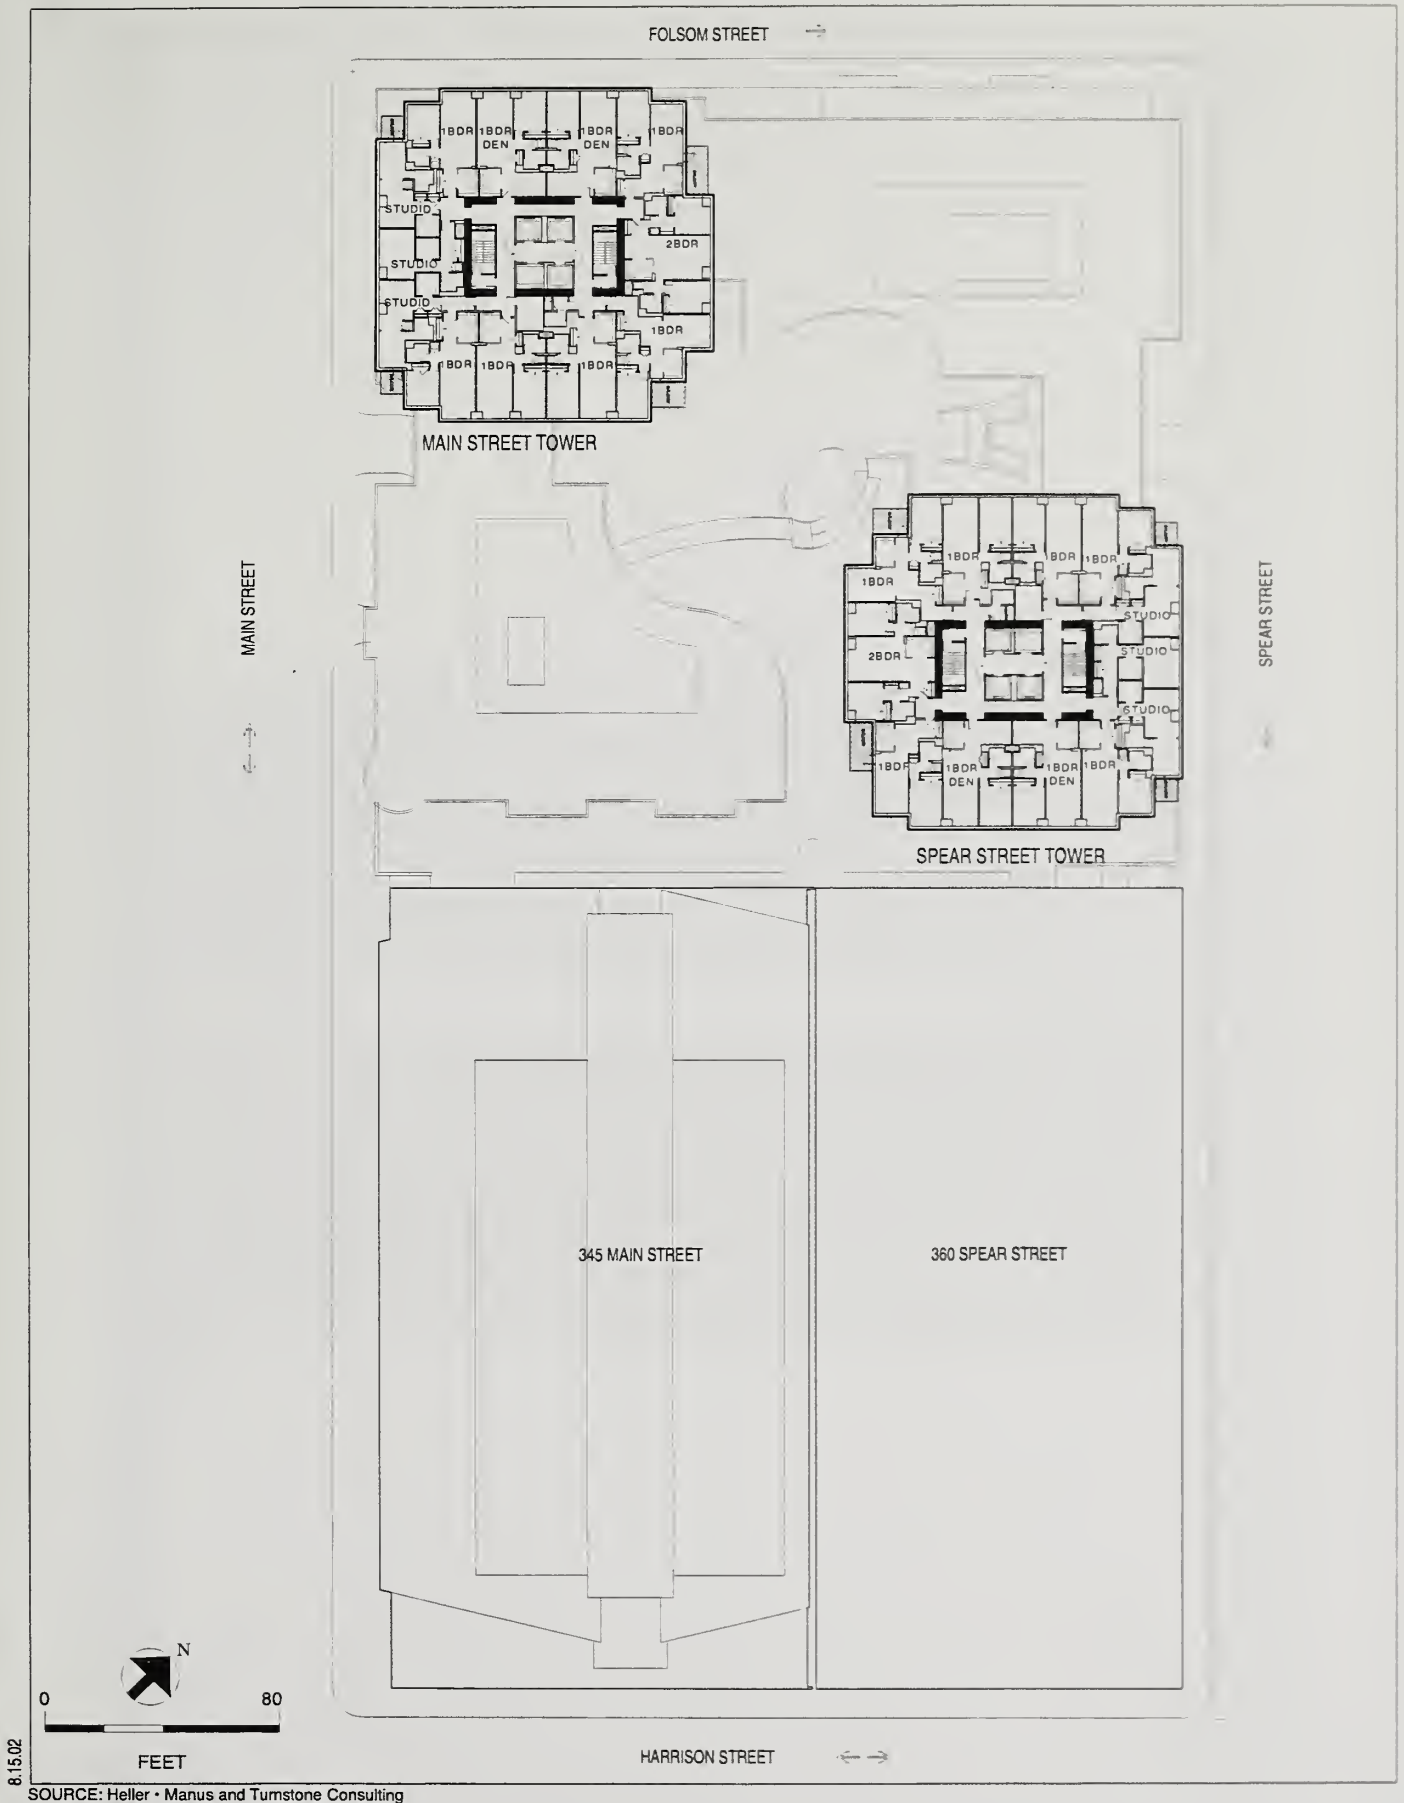 FOLSOM STREET
1BDR
1BDR
DEN
1BDR
DEN
1BDR
STUDIO
2BDR
STUDIO
STUDIO
1BDR
1BDR
1BDR
1BDR
MAIN STREET TOWER
MAIN STREET
SPEAR STREET
1BDR
1BDR
1BDR
1BDR
STUDIO
STUDIO
2BDR
STUDIO
1BDR
1BDR
DEN
1BDR
DEN
1BDR
SPEAR STREET TOWER
345 MAIN STREET
360 SPEAR STREET
N
0
80
FEET
HARRISON STREET
8.15.02
SOURCE: Heller • Manus and Turnstone Consulting